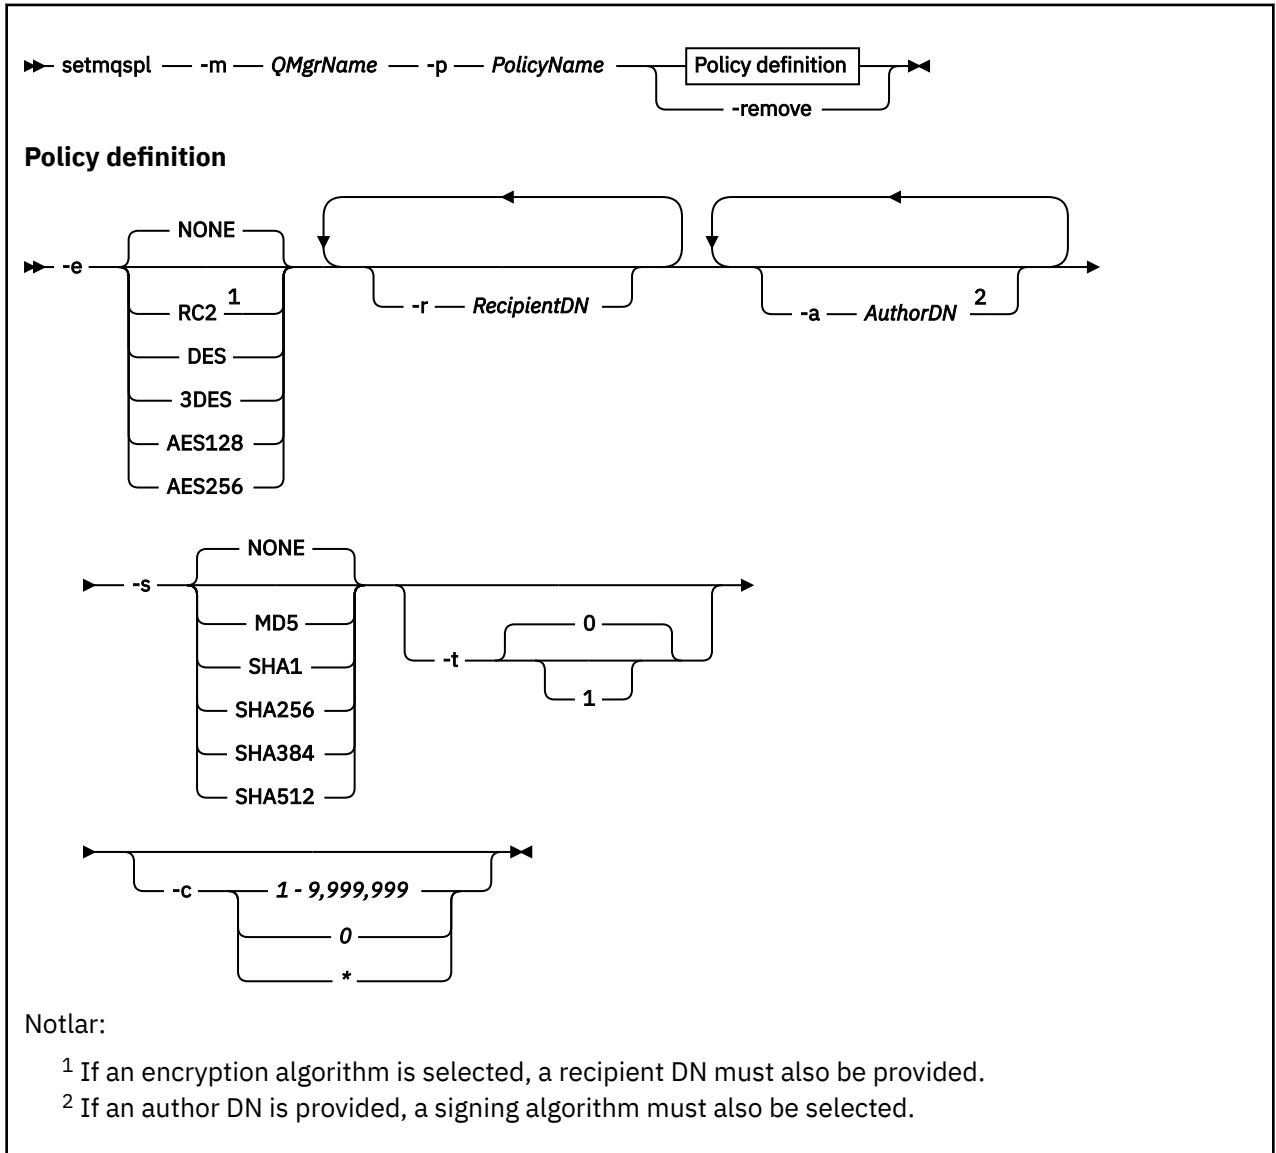 setmqspl -m QMgrName -p PolicyName Policy definition
-remove
Policy definition
NONE
-e
RC2 1
-r RecipientDN
-a AuthorDN 2
DES
3DES
AES128
AES256
NONE
-s
MD5
0
SHA1
-t
SHA256
1
SHA384
SHA512
-c 1 - 9,999,999
0
*
Notlar:
1 If an encryption algorithm is selected, a recipient DN must also be provided.
2 If an author DN is provided, a signing algorithm must also be selected.